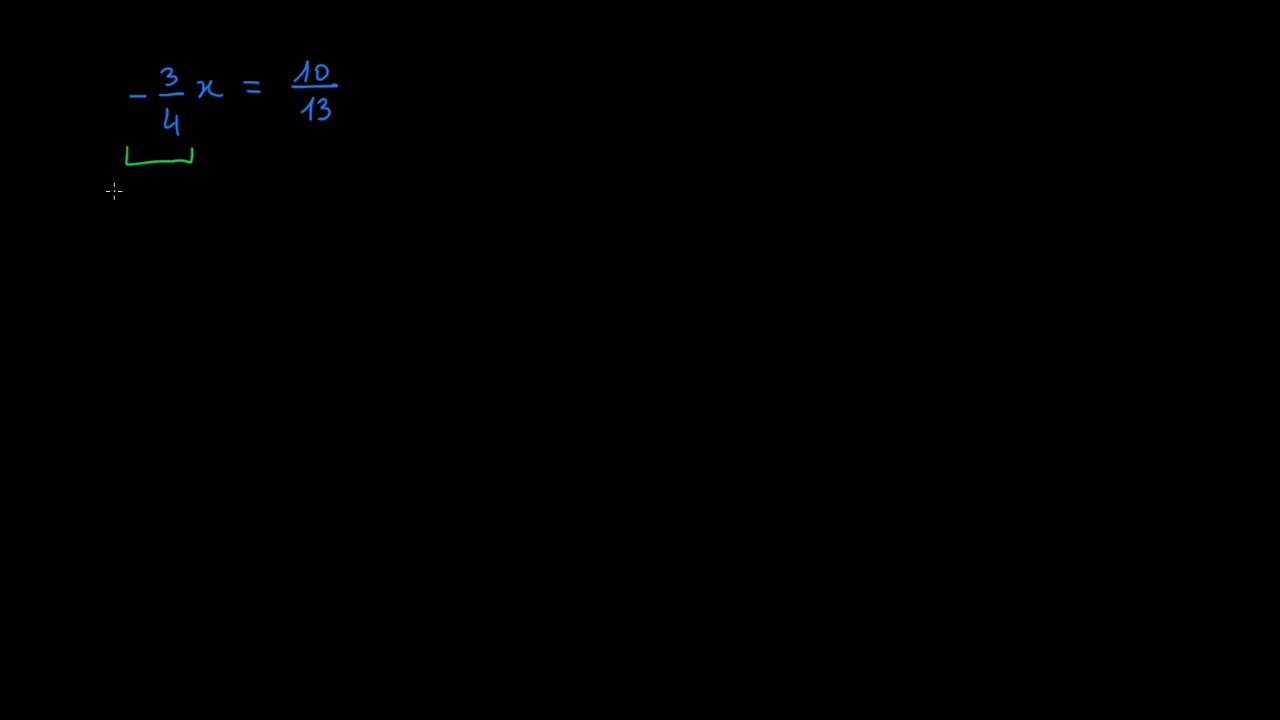 - 3/4 x = 10/13